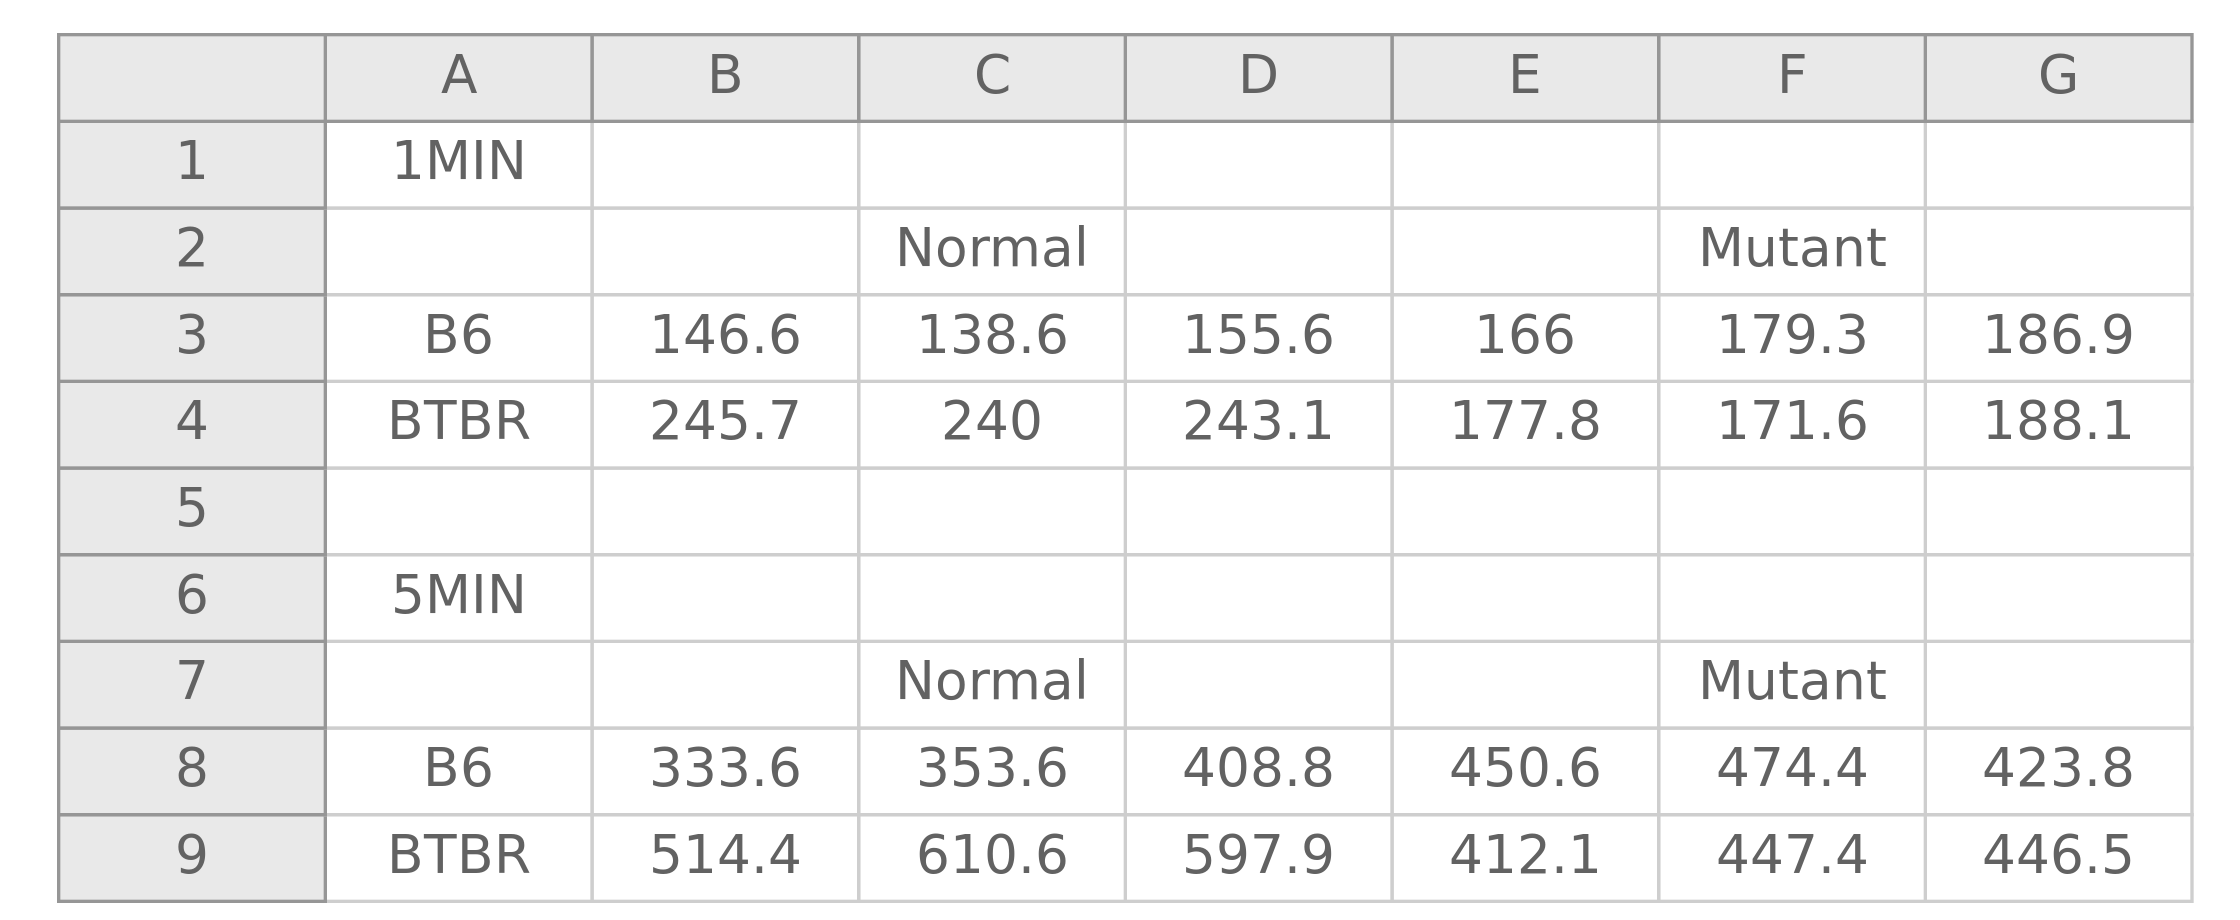 A B C D E F G
1 1MIN
2 Normal Mutant
3 B6 146.6 138.6 155.6 166 179.3 186.9
4 BTBR 245.7 240 243.1 177.8 171.6 188.1
5
6 5MIN
7 Normal Mutant
8 B6 333.6 353.6 408.8 450.6 474.4 423.8
9 BTBR 514.4 610.6 597.9 412.1 447.4 446.5